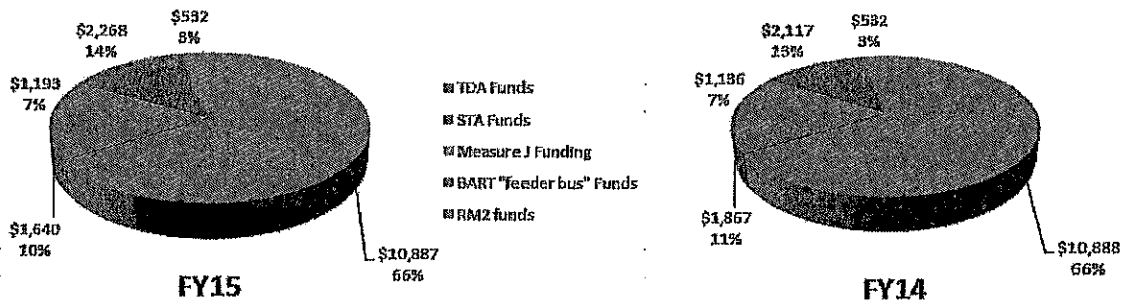 $532
3%
$2,268
14%
$1,193
7%
$1,640
10%
$10,887
66%
FY15
TDA Funds
STA Funds
Measure J Funding
BART "feeder bus" Funds
RM2 funds
$532
3%
$2,117
13%
$1,136
7%
$1,867
11%
$10,888
66%
FY14